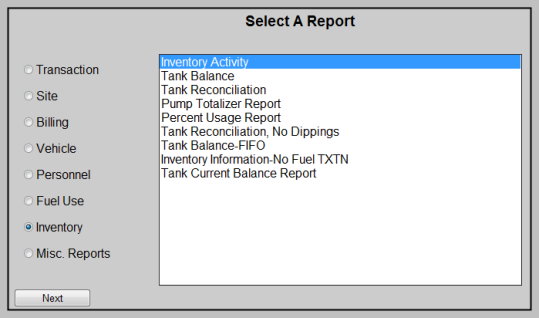 Select A Report
Transaction
Site
Billing
Vehicle
Personnel
Fuel Use
Inventory
Misc. Reports
Inventory Activity
Tank Balance
Tank Reconciliation
Pump Totalizer Report
Percent Usage Report
Tank Reconciliation, No Dippings
Tank Balance-FIFO
Inventory Information-No Fuel TXTN
Tank Current Balance Report
Next